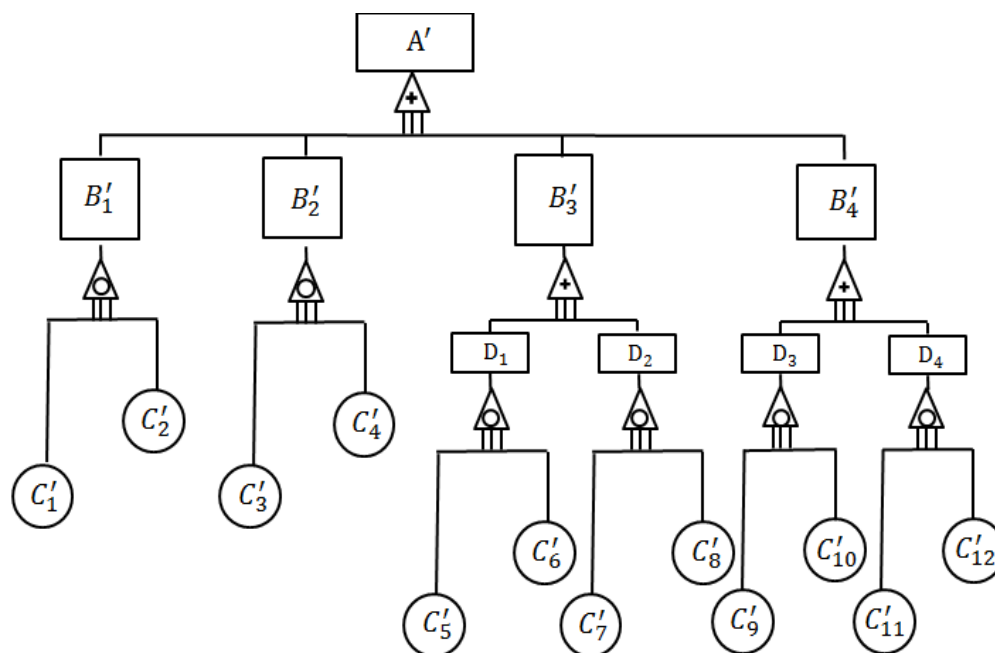 A′
+
B′₁ B′₂ B′₃ B′₄
+ +
D₁ D₂ D₃ D₄
C′₂ C′₄
C′₁ C′₃
C′₆ C′₈ C′₁₀ C′₁₂
C′₅ C′₇ C′₉ C′₁₁